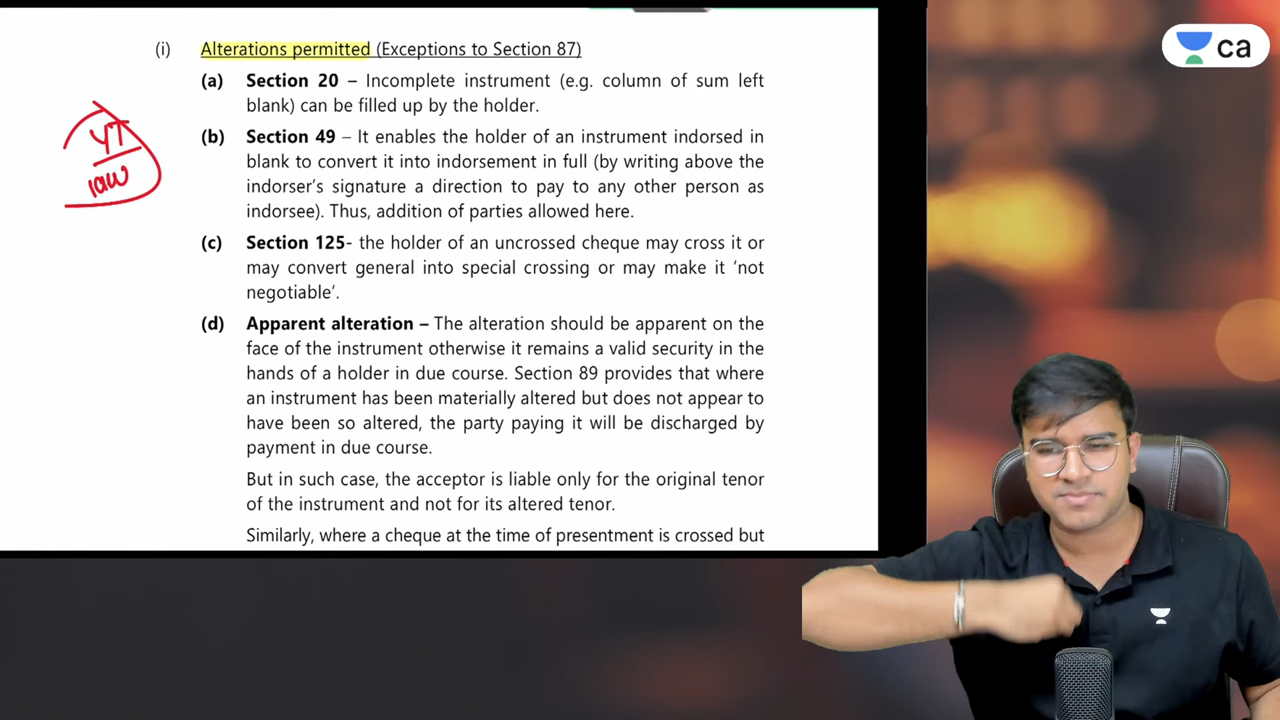 ca
(i) Alterations permitted (Exceptions to Section 87)
(a) Section 20 – Incomplete instrument (e.g. column of sum left
blank) can be filled up by the holder.
(b) Section 49 – It enables the holder of an instrument indorsed in
blank to convert it into indorsement in full (by writing above the
indorser's signature a direction to pay to any other person as
indorsee). Thus, addition of parties allowed here.
(c) Section 125- the holder of an uncrossed cheque may cross it or
may convert general into special crossing or may make it 'not
negotiable'.
(d) Apparent alteration – The alteration should be apparent on the
face of the instrument otherwise it remains a valid security in the
hands of a holder in due course. Section 89 provides that where
an instrument has been materially altered but does not appear to
have been so altered, the party paying it will be discharged by
payment in due course.
But in such case, the acceptor is liable only for the original tenor
of the instrument and not for its altered tenor.
Similarly, where a cheque at the time of presentment is crossed but
YT
law